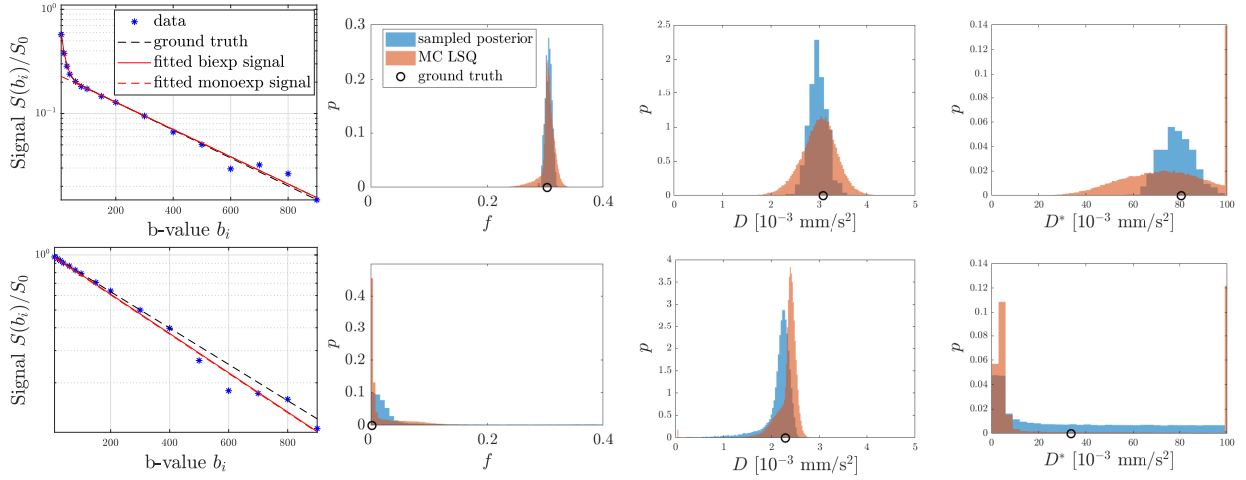 data
ground truth
fitted biexp signal
fitted monoexp signal
10^0
10^-1
Signal S(b_i)/S_0
200 400 600 800
b-value b_i
sampled posterior
MC LSQ
ground truth
0.3
0.2
0.1
0
p
0 0.2 0.4
f
2.5
2
1.5
1
0.5
0
p
0 1 2 3 4 5
D [10^-3 mm/s^2]
0.14
0.12
0.10
0.08
0.06
0.04
0.02
0.00
p
0 20 40 60 80 100
D* [10^-3 mm/s^2]
10^0
Signal S(b_i)/S_0
200 400 600 800
b-value b_i
0.4
0.3
0.2
0.1
0
p
0 0.2 0.4
f
4
3.5
3
2.5
2
1.5
1
0.5
0
p
0 1 2 3 4 5
D [10^-3 mm/s^2]
0.14
0.12
0.10
0.08
0.06
0.04
0.02
0.00
p
0 20 40 60 80 100
D* [10^-3 mm/s^2]